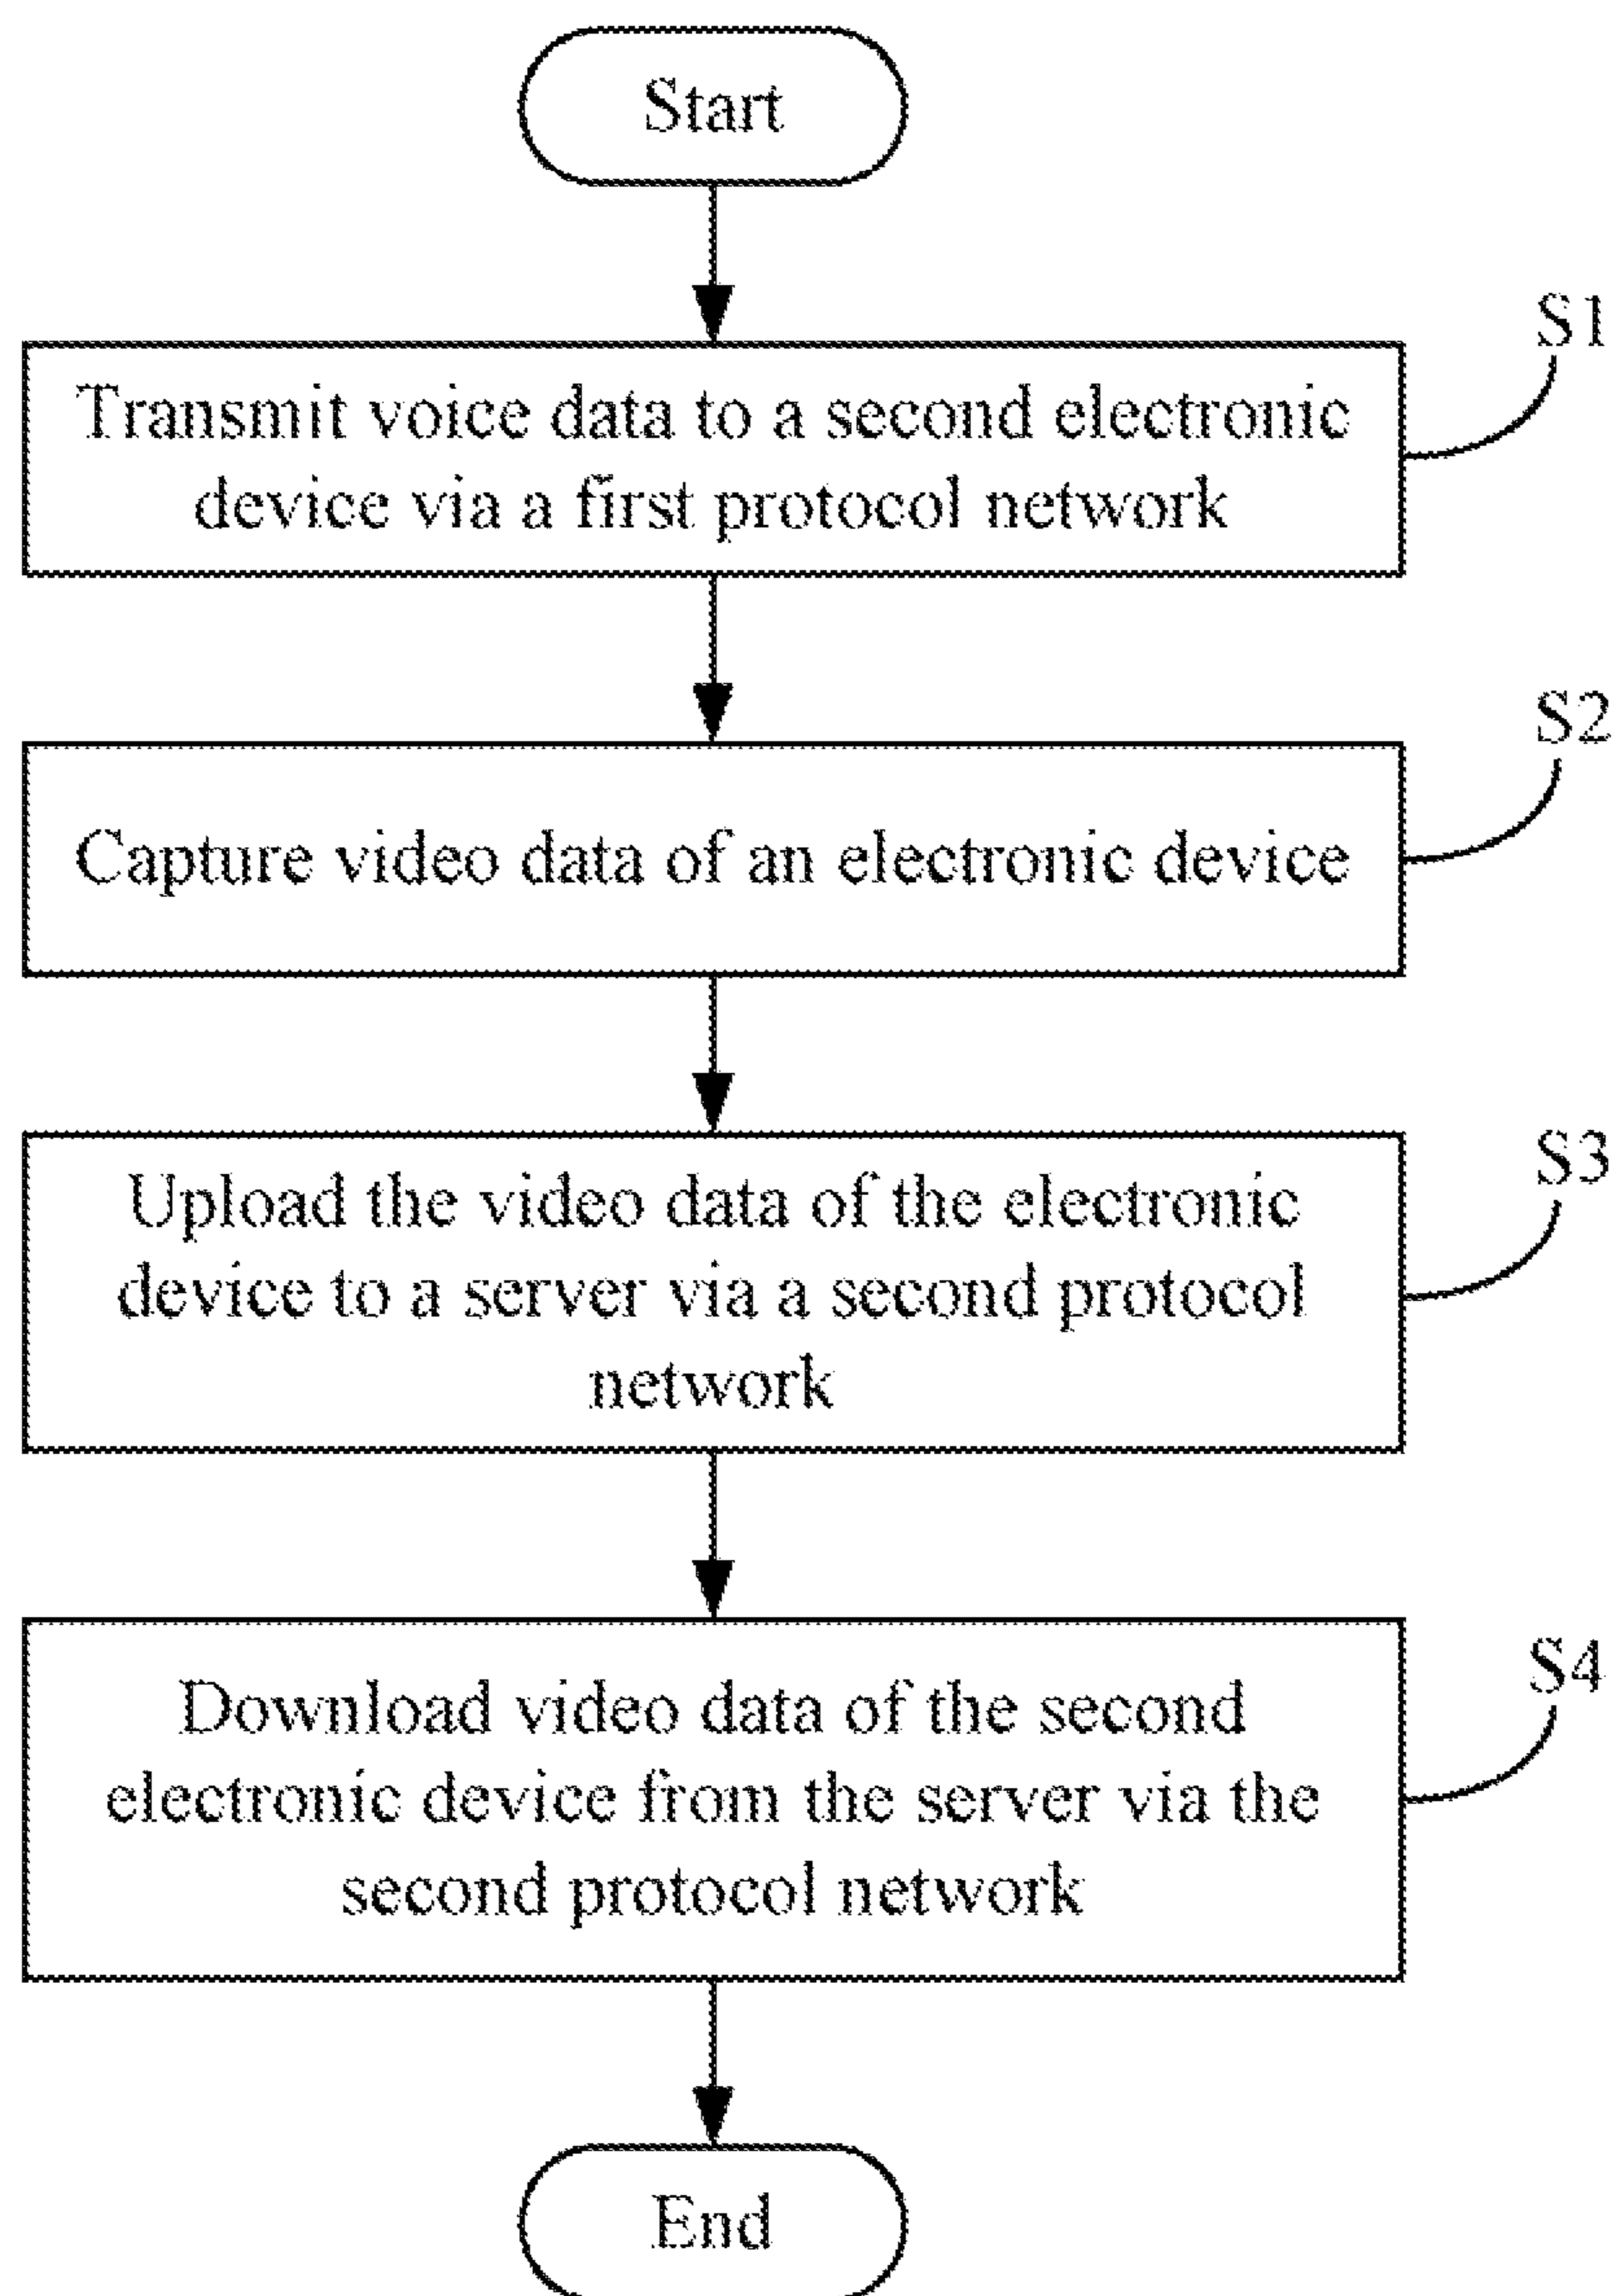 Start
S1
Transmit voice data to a second electronic
device via a first protocol network
S2
Capture video data of an electronic device
S3
Upload the video data of the electronic
device to a server via a second protocol
network
S4
Download video data of the second
electronic device from the server via the
second protocol network
End